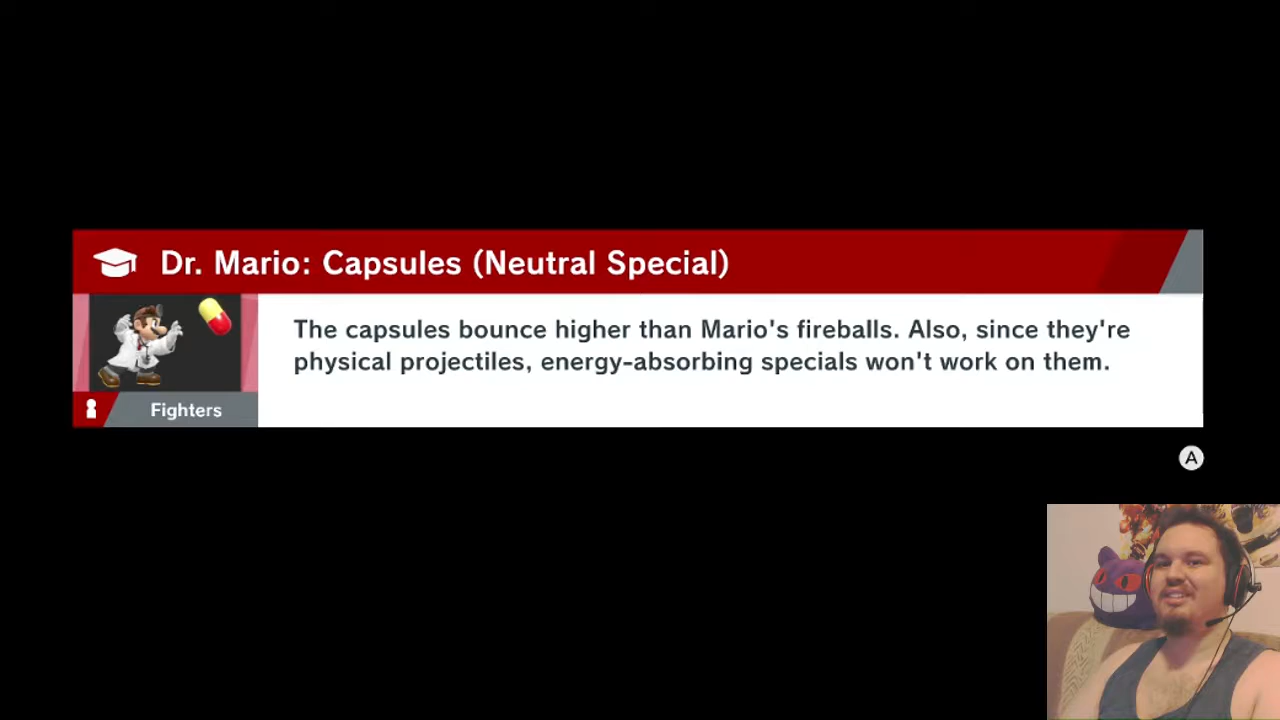 Dr. Mario: Capsules (Neutral Special)
The capsules bounce higher than Mario's fireballs. Also, since they're
physical projectiles, energy-absorbing specials won't work on them.
Fighters
A